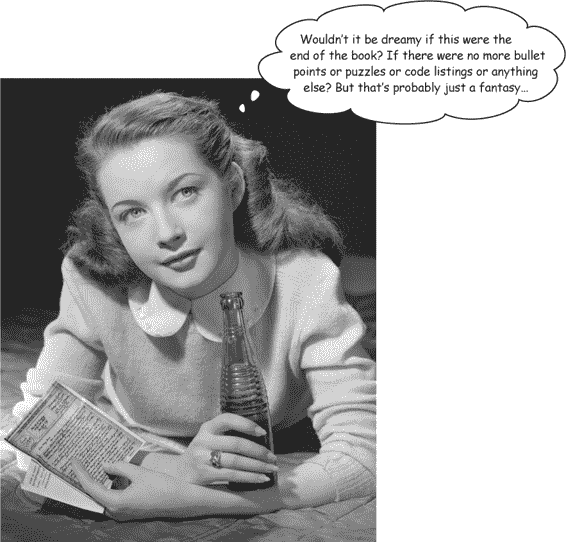 Wouldn't it be dreamy if this were the
end of the book? If there were no more bullet
points or puzzles or code listings or anything
else? But that's probably just a fantasy...